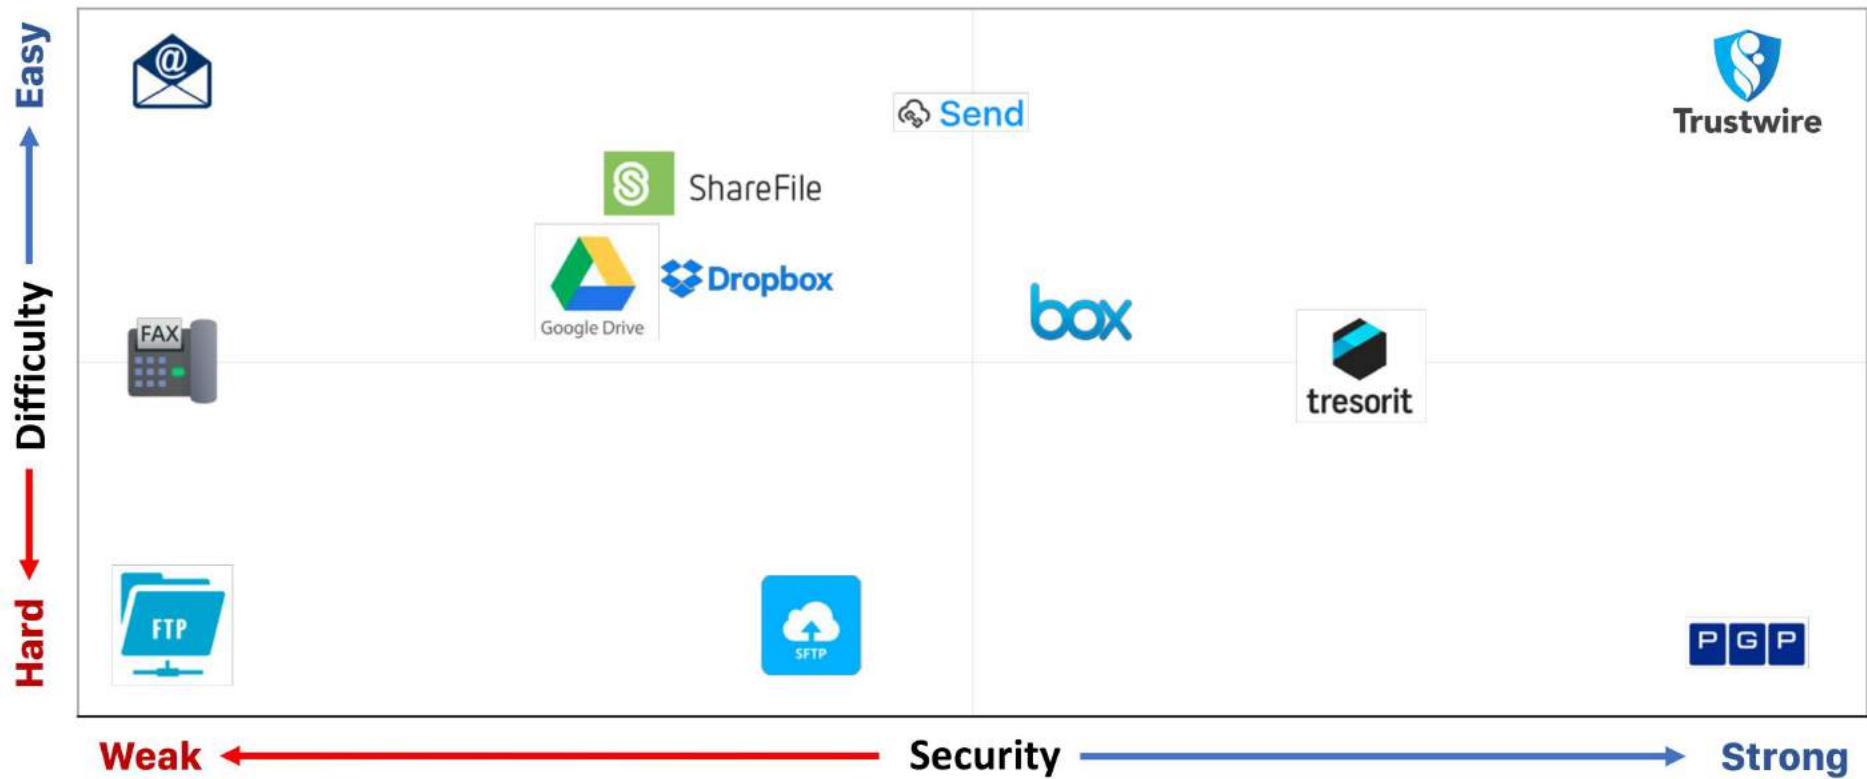 Easy
Difficulty
Hard
@
Send
Trustwire
ShareFile
Google Drive
Dropbox
FAX
box
tresorit
FTP
SFTP
PGP
Weak
Security
Strong